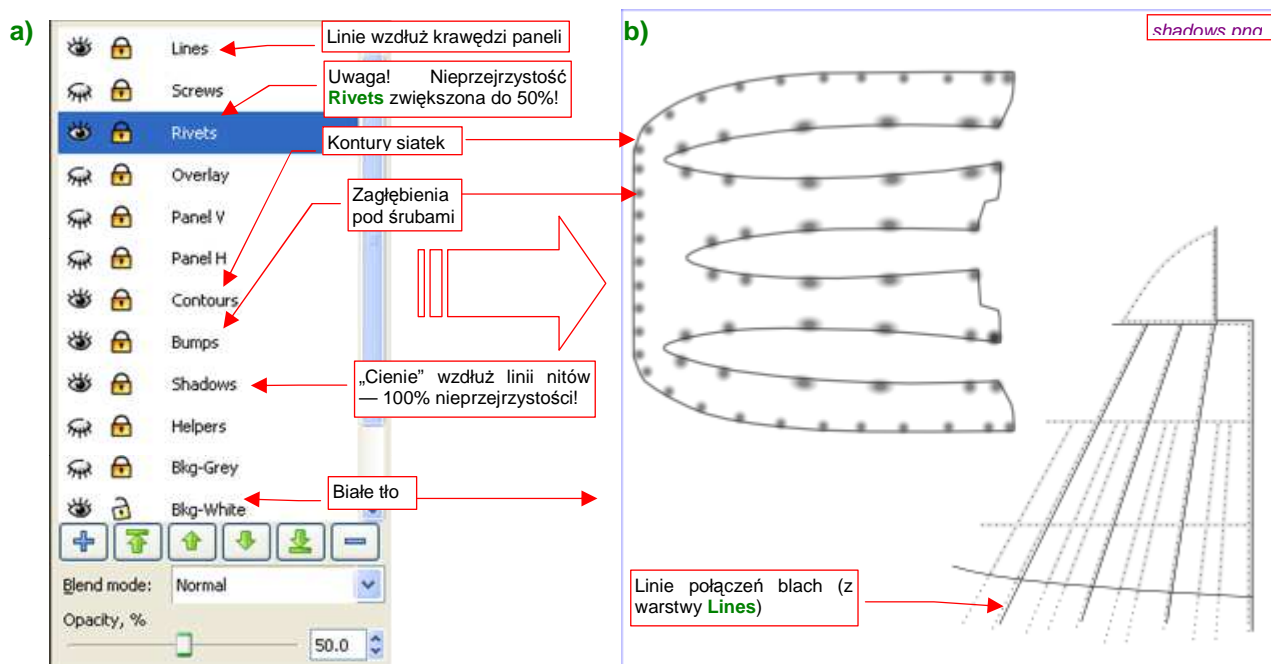 a)
Lines
Linie wzdłuż krawędzi paneli
Screws
Uwaga! Nieprzejrzystość
Rivets zwiększona do 50%!
Rivets
Kontury siatek
Overlay
Zagłębienia
pod śrubami
Panel V
Panel H
Contours
Bumps
„Cienie” wzdłuż linii nitów
— 100% nieprzejrzystości!
Shadows
Helpers
Bkg-Grey
Białe tło
Bkg-White
Blend mode: Normal
Opacity, %
50.0
b)
shadows.png
Linie połączeń blach (z
warstwy Lines)